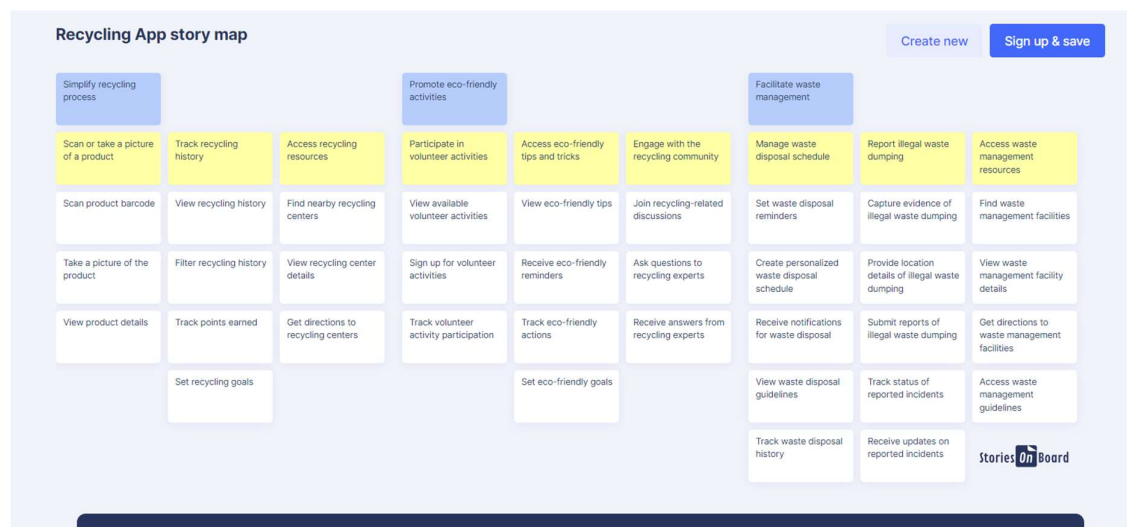 Recycling App story map
Create new
Sign up & save
Simplify recycling
process
Promote eco-friendly
activities
Facilitate waste
management
Scan or take a picture
of a product
Track recycling
history
Access recycling
resources
Participate in
volunteer activities
Access eco-friendly
tips and tricks
Engage with the
recycling community
Manage waste
disposal schedule
Report illegal waste
dumping
Access waste
management
resources
Scan product barcode
View recycling history
Find nearby recycling
centers
View available
volunteer activities
View eco-friendly tips
Join recycling-related
discussions
Set waste disposal
reminders
Capture evidence of
illegal waste dumping
Find waste
management facilities
Take a picture of the
product
Filter recycling history
View recycling center
details
Sign up for volunteer
activities
Receive eco-friendly
reminders
Ask questions to
recycling experts
Create personalized
waste disposal
schedule
Provide location
details of illegal waste
dumping
View waste
management facility
details
View product details
Track points earned
Get directions to
recycling centers
Track volunteer
activity participation
Track eco-friendly
actions
Receive answers from
recycling experts
Receive notifications
for waste disposal
Submit reports of
illegal waste dumping
Get directions to
waste management
facilities
Set recycling goals
Set eco-friendly goals
View waste disposal
guidelines
Track status of
reported incidents
Access waste
management
guidelines
Track waste disposal
history
Receive updates on
reported incidents
Stories On Board